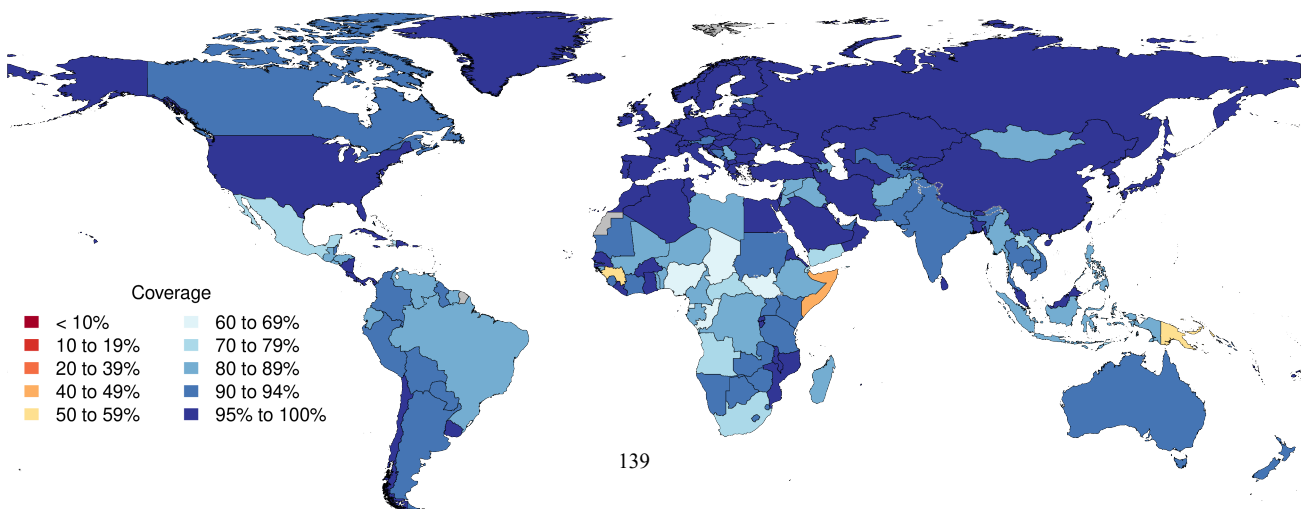 Coverage
< 10%
10 to 19%
20 to 39%
40 to 49%
50 to 59%
60 to 69%
70 to 79%
80 to 89%
90 to 94%
95% to 100%
139